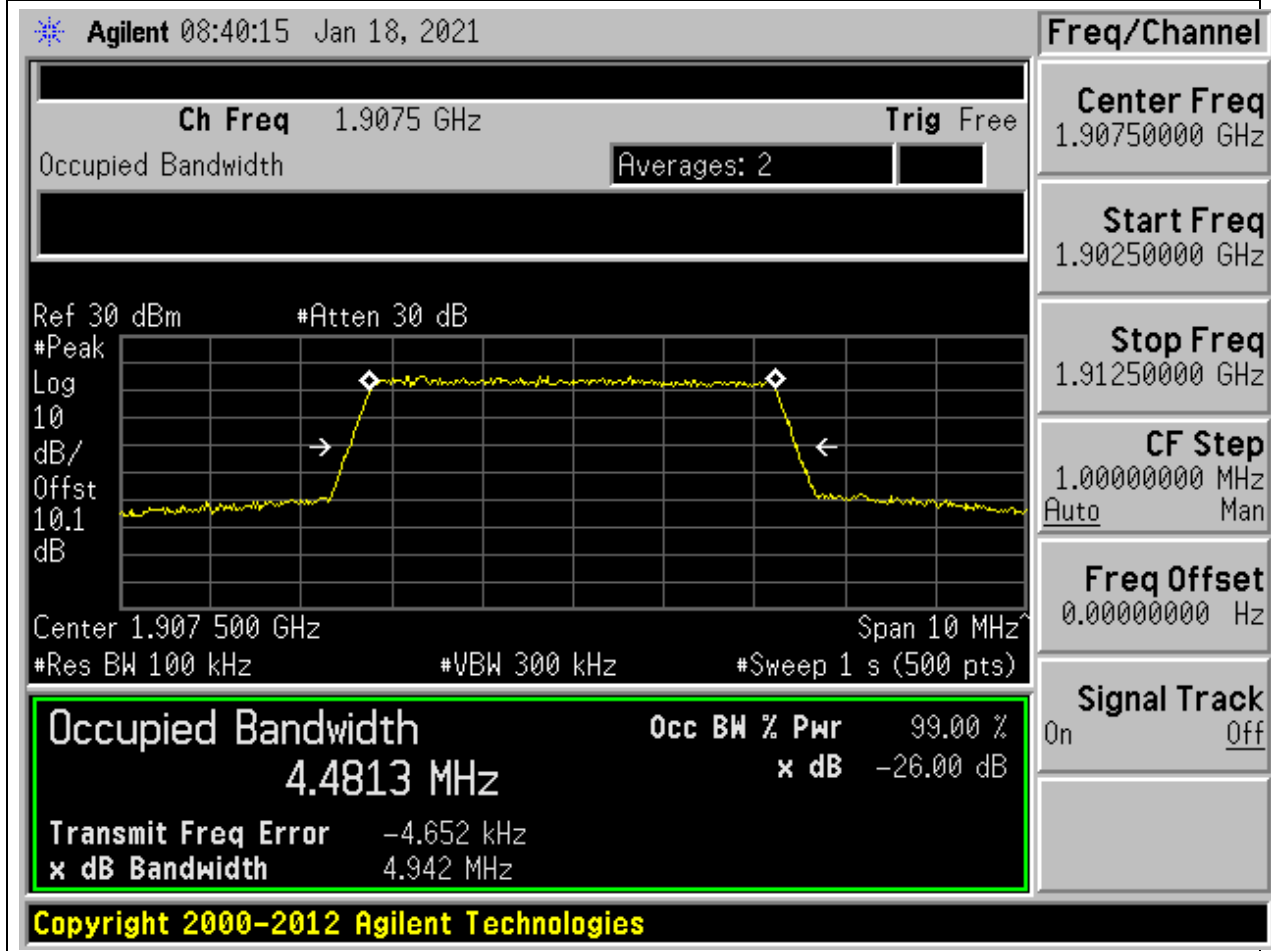 Agilent 08:40:15 Jan 18, 2021
Ch Freq 1.9075 GHz Trig Free
Occupied Bandwidth Averages: 2
Ref 30 dBm #Atten 30 dB
#Peak
Log
10
dB/
Offst
10.1
dB
Center 1.907 500 GHz Span 10 MHz^
#Res BW 100 kHz #VBW 300 kHz #Sweep 1 s (500 pts)
Occupied Bandwidth Occ BW % Pwr 99.00 %
4.4813 MHz x dB -26.00 dB
Transmit Freq Error -4.652 kHz
x dB Bandwidth 4.942 MHz
Copyright 2000-2012 Agilent Technologies
Freq/Channel
Center Freq
1.90750000 GHz
Start Freq
1.90250000 GHz
Stop Freq
1.91250000 GHz
CF Step
1.00000000 MHz
Auto Man
Freq Offset
0.00000000 Hz
Signal Track
On Off